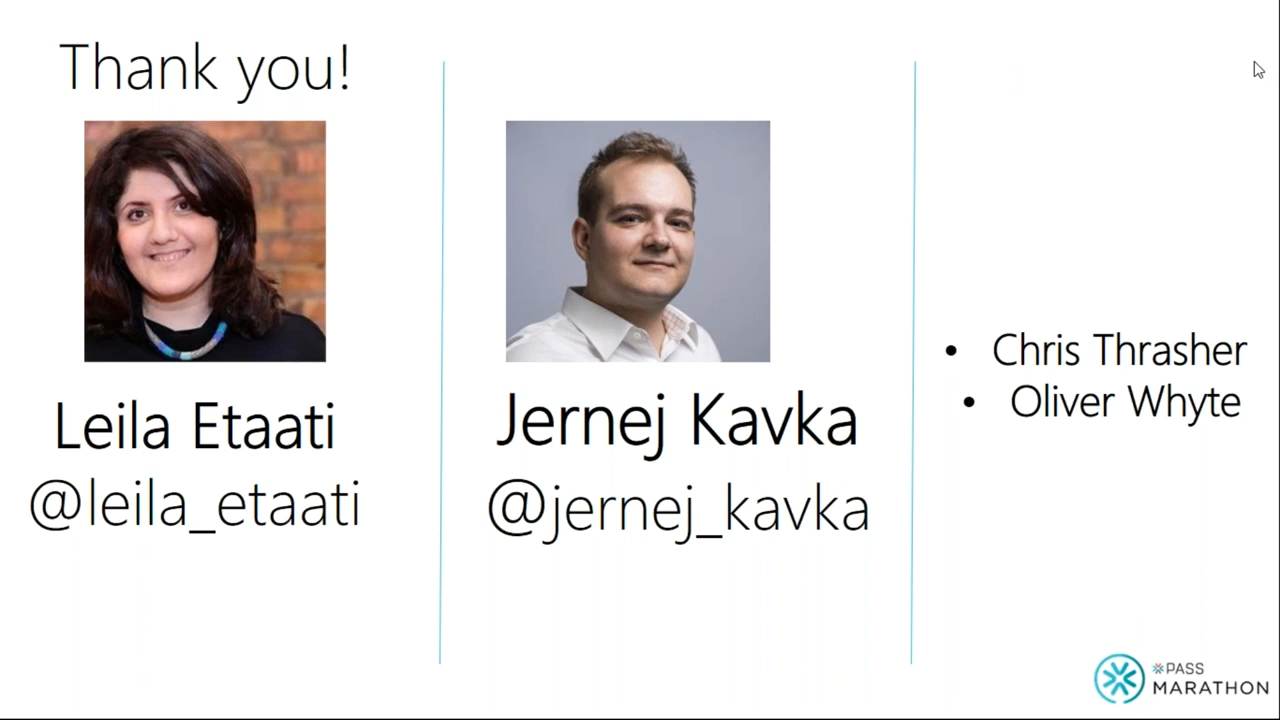 Thank you!
Leila Etaati
@leila_etaati
Jernej Kavka
@jernej_kavka
• Chris Thrasher
• Oliver Whyte
PASS
MARATHON